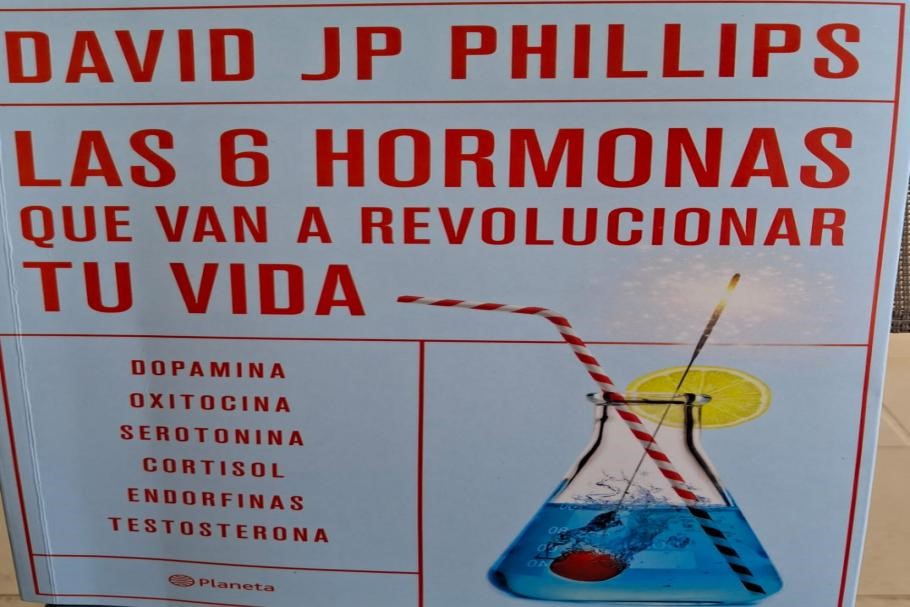 DAVID JP PHILLIPS
LAS 6 HORMONAS
QUE VAN A REVOLUCIONAR
TU VIDA
DOPAMINA
OXITOCINA
SEROTONINA
CORTISOL
ENDORFINAS
TESTOSTERONA
Planeta